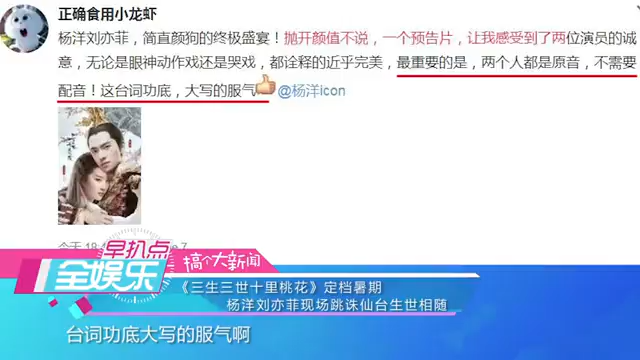 正确食用小龙虾
杨洋刘亦菲，简直颜狗的终极盛宴！抛开颜值不说，一个预告片，让我感受到了两位演员的诚
意，无论是眼神动作戏还是哭戏，都诠释的近乎完美，最重要的是，两个人都是原音，不需要
配音！这台词功底，大写的服气 @杨洋icon
早扒点
全娱乐
搞个大新闻
《三生三世十里桃花》定档暑期
杨洋刘亦菲现场跳诛仙台生世相随
台词功底大写的服气啊